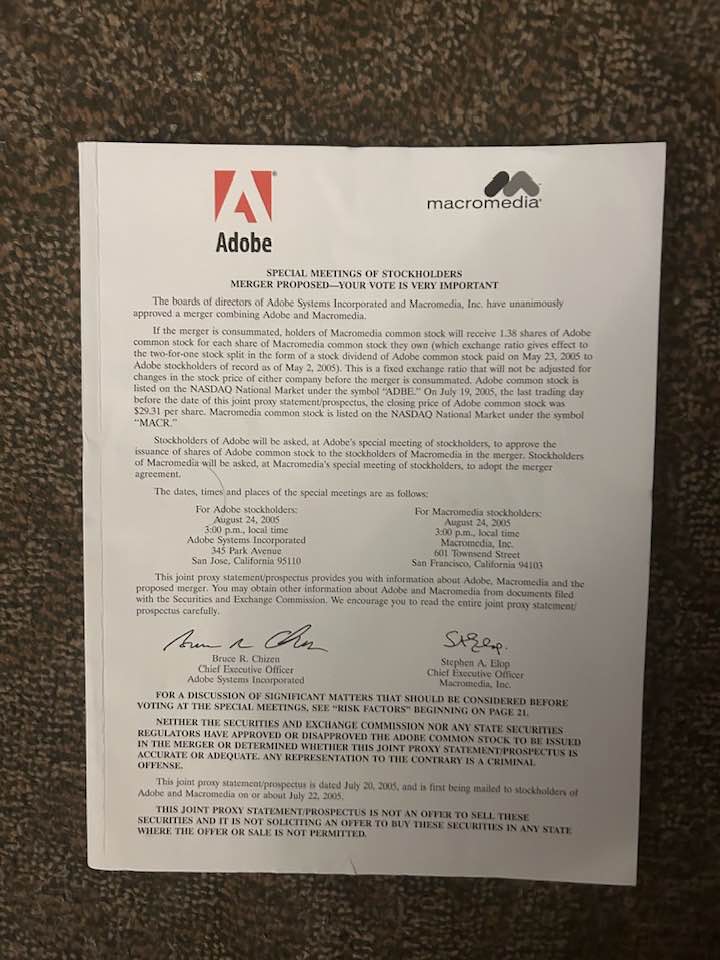 Adobe
macromedia
SPECIAL MEETINGS OF STOCKHOLDERS
MERGER PROPOSED—YOUR VOTE IS VERY IMPORTANT
The boards of directors of Adobe Systems Incorporated and Macromedia, Inc. have unanimously
approved a merger combining Adobe and Macromedia.
If the merger is consummated, holders of Macromedia common stock will receive 1.38 shares of Adobe
common stock for each share of Macromedia common stock they own (which exchange ratio gives effect to
the two-for-one stock split in the form of a stock dividend of Adobe common stock paid on May 23, 2005 to
Adobe stockholders of record as of May 2, 2005). This is a fixed exchange ratio that will not be adjusted for
changes in the stock price of either company before the merger is consummated. Adobe common stock is
listed on the NASDAQ National Market under the symbol “ADBE.” On July 19, 2005, the last trading day
before the date of this joint proxy statement/prospectus, the closing price of Adobe common stock was
$29.31 per share. Macromedia common stock is listed on the NASDAQ National Market under the symbol
“MACR.”
Stockholders of Adobe will be asked, at Adobe’s special meeting of stockholders, to approve the
issuance of shares of Adobe common stock to the stockholders of Macromedia in the merger. Stockholders
of Macromedia will be asked, at Macromedia’s special meeting of stockholders, to adopt the merger
agreement.
The dates, times and places of the special meetings are as follows:
For Adobe stockholders:
August 24, 2005
3:00 p.m., local time
Adobe Systems Incorporated
345 Park Avenue
San Jose, California 95110
For Macromedia stockholders:
August 24, 2005
3:00 p.m., local time
Macromedia, Inc.
601 Townsend Street
San Francisco, California 94103
This joint proxy statement/prospectus provides you with information about Adobe, Macromedia and the
proposed merger. You may obtain other information about Adobe and Macromedia from documents filed
with the Securities and Exchange Commission. We encourage you to read the entire joint proxy statement/
prospectus carefully.
Bruce R. Chizen
Chief Executive Officer
Adobe Systems Incorporated
Stephen A. Elop
Chief Executive Officer
Macromedia, Inc.
FOR A DISCUSSION OF SIGNIFICANT MATTERS THAT SHOULD BE CONSIDERED BEFORE
VOTING AT THE SPECIAL MEETINGS, SEE “RISK FACTORS” BEGINNING ON PAGE 21.
NEITHER THE SECURITIES AND EXCHANGE COMMISSION NOR ANY STATE SECURITIES
REGULATORS HAVE APPROVED OR DISAPPROVED THE ADOBE COMMON STOCK TO BE ISSUED
IN THE MERGER OR DETERMINED WHETHER THIS JOINT PROXY STATEMENT/PROSPECTUS IS
ACCURATE OR ADEQUATE. ANY REPRESENTATION TO THE CONTRARY IS A CRIMINAL
OFFENSE.
This joint proxy statement/prospectus is dated July 20, 2005, and is first being mailed to stockholders of
Adobe and Macromedia on or about July 22, 2005.
THIS JOINT PROXY STATEMENT/PROSPECTUS IS NOT AN OFFER TO SELL THESE
SECURITIES AND IT IS NOT SOLICITING AN OFFER TO BUY THESE SECURITIES IN ANY STATE
WHERE THE OFFER OR SALE IS NOT PERMITTED.